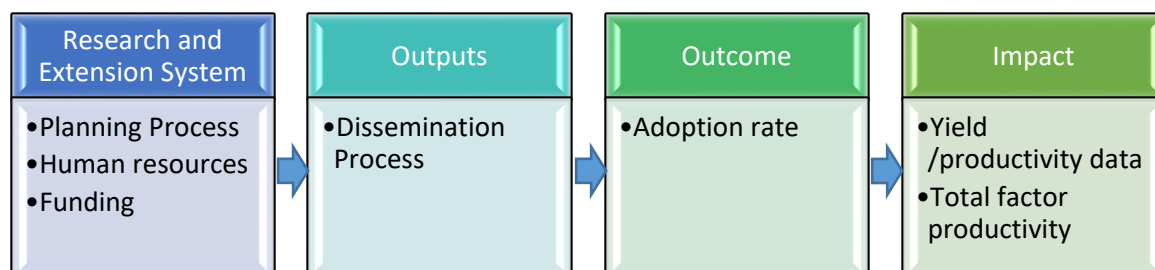 Research and
Extension System
•Planning Process
•Human resources
•Funding
Outputs
•Dissemination
Process
Outcome
•Adoption rate
Impact
•Yield
/productivity data
•Total factor
productivity